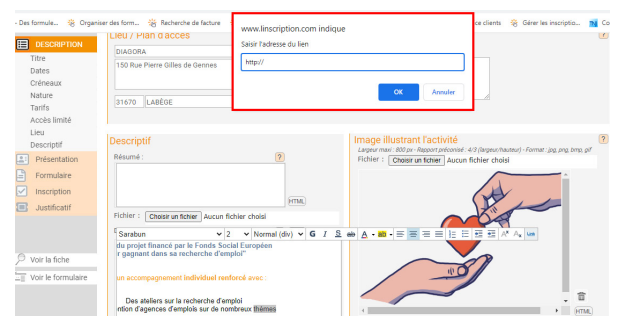 - Des formule...
Organiser des form...
Recherche de facture
ce clients
Gérer les inscriptio...
Co
www.linscription.com indique
Saisir l'adresse du lien
http://
OK
Annuler
DESCRIPTION
Titre
Dates
Créneaux
Nature
Tarifs
Accès limité
Lieu
Descriptif
Présentation
Formulaire
Inscription
Justificatif
Voir la fiche
Voir le formulaire
Lieu / Plan d'accès
DIAGORA
150 Rue Pierre Gilles de Gennes
31670 LABÈGE
Descriptif
Résumé :
?
HTML
Fichier : Choisir un fichier Aucun fichier choisi
Sarabun 2 Normal (div) G I S ab A ab
du projet financé par le Fonds Social Européen
r gagnant dans sa recherche d'emploi"
un accompagnement individuel renforcé avec :
Des ateliers sur la recherche d'emploi
ntion d'agences d'emplois sur de nombreux thèmes
Image illustrant l'activité
?
Largeur maxi : 800 px - Rapport préconisé : 4/3 (largeur/hauteur) - Format : jpg, png, bmp, gif
Fichier : Choisir un fichier Aucun fichier choisi
HTML